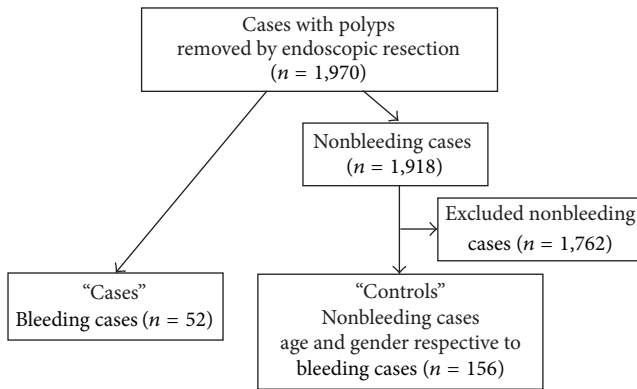 Cases with polyps
removed by endoscopic resection
(n = 1,970)
Nonbleeding cases
(n = 1,918)
Excluded nonbleeding
cases (n = 1,762)
“Cases”
Bleeding cases (n = 52)
“Controls”
Nonbleeding cases
age and gender respective to
bleeding cases (n = 156)